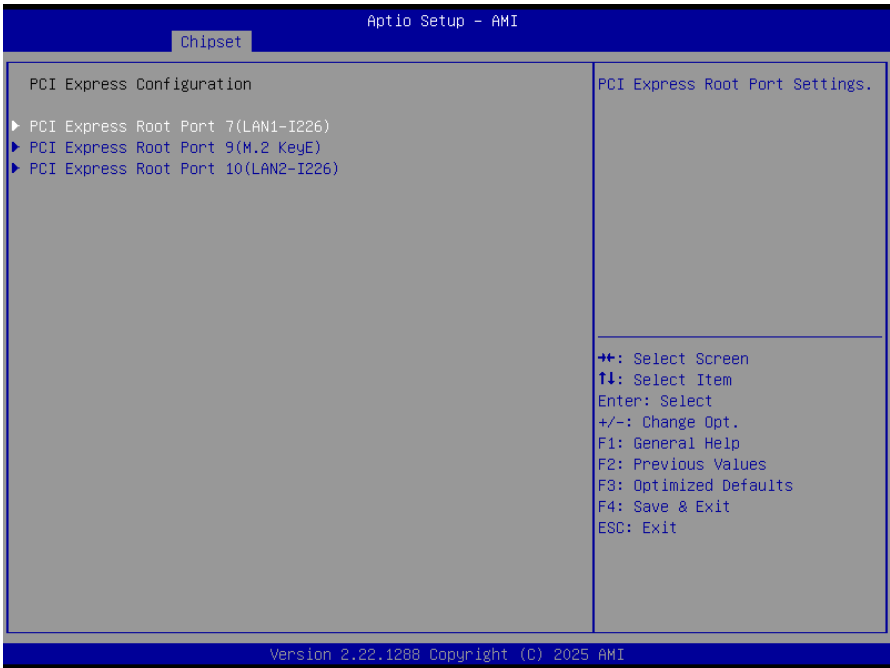 Aptio Setup – AMI
Chipset
PCI Express Configuration
PCI Express Root Port 7(LAN1-I226)
PCI Express Root Port 9(M.2 KeyE)
PCI Express Root Port 10(LAN2-I226)
PCI Express Root Port Settings.
→←: Select Screen
↑↓: Select Item
Enter: Select
+/-: Change Opt.
F1: General Help
F2: Previous Values
F3: Optimized Defaults
F4: Save & Exit
ESC: Exit
Version 2.22.1288 Copyright (C) 2025 AMI